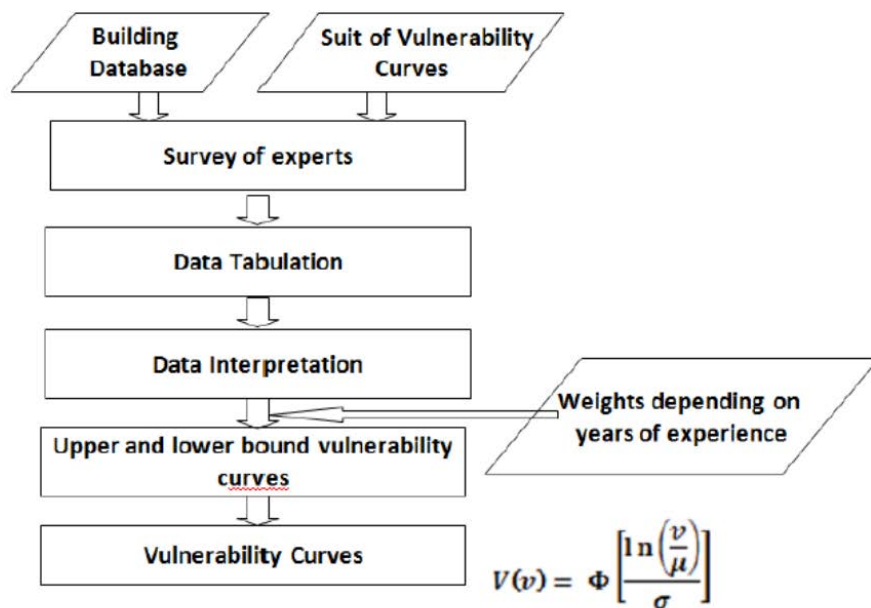 Building
Database
Suit of Vulnerability
Curves
Survey of experts
Data Tabulation
Data Interpretation
Weights depending on
years of experience
Upper and lower bound vulnerability
curves
Vulnerability Curves
V(v) = Φ [ln(v/μ)/σ]